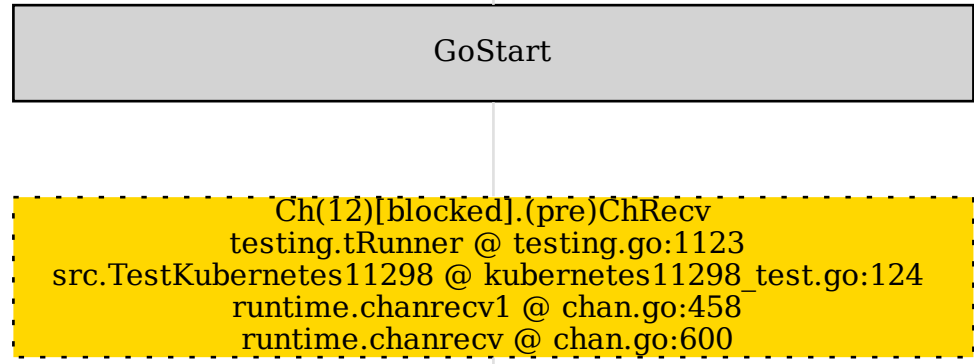 GoStart
Ch(12)[blocked].(pre)ChRecv
testing.tRunner @ testing.go:1123
src.TestKubernetes11298 @ kubernetes11298_test.go:124
runtime.chanrecv1 @ chan.go:458
runtime.chanrecv @ chan.go:600